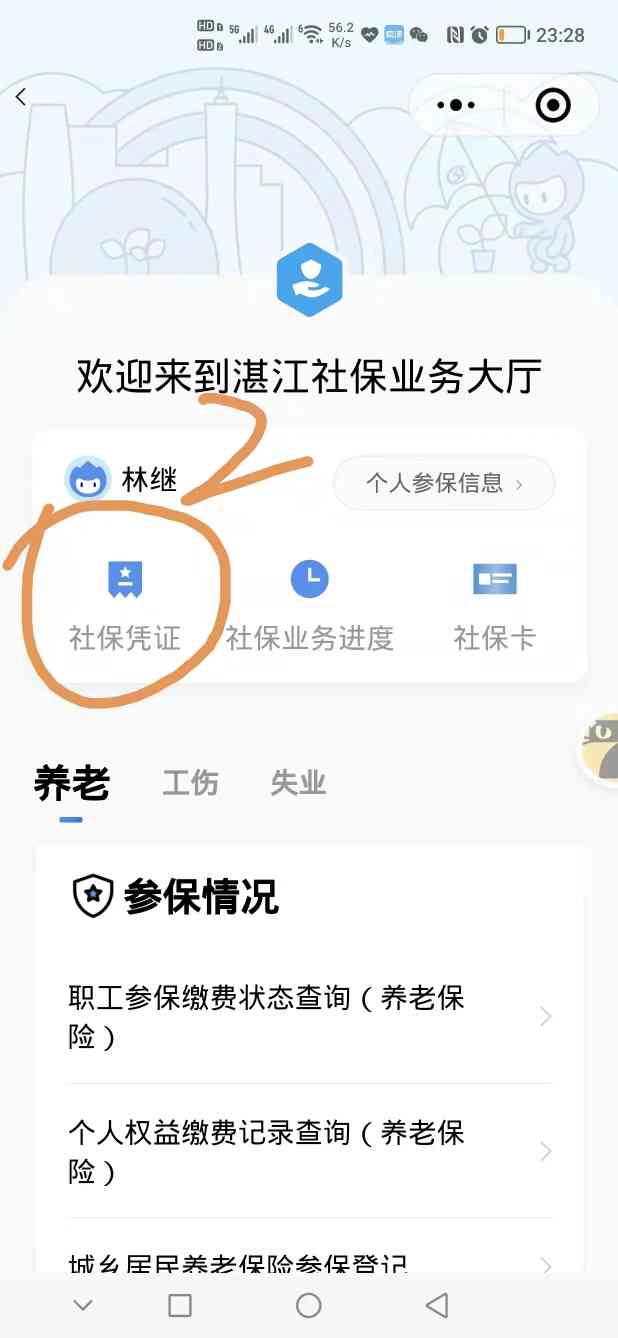 HD 1 5G 4G 6 56.2 K/s 23:28
HD 2
欢迎来到湛江社保业务大厅
林继
个人参保信息 >
2
社保凭证 社保业务进度 社保卡
养老 工伤 失业
参保情况
职工参保缴费状态查询（养老保
险）
个人权益缴费记录查询（养老保
险）
城乡居民养老保险参保登记